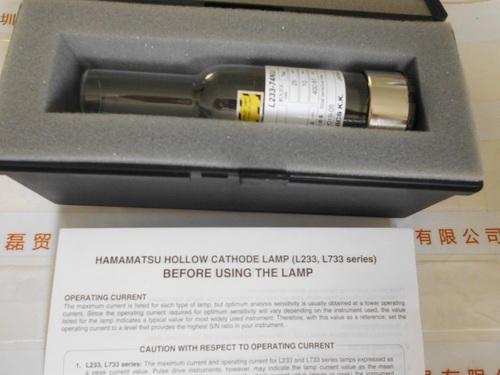 圳
L233-74NQ
HAMAMATSU HOLLOW CATHODE LAMP (L233, L733 series)
BEFORE USING THE LAMP
OPERATING CURRENT
The maximum current is listed for each type of lamp, but optimum analysis sensitivity is usually obtained at a lower operating
current. Since the operating current required for optimum sensitivity will vary depending on the instrument used, the value
listed for the lamp indicates a typical value for most widely used instrument. Therefore, with this value as a reference, set the
operating current to a level that provides the highest S/N ratio in your instrument.
CAUTION WITH RESPECT TO OPERATING CURRENT
1. L233, L733 series: The maximum current and operating current for L233 and L733 series lamps expressed as
a peak current value. Pulse drive instruments, however, may indicate the lamp current value as the mean
磊贸
有限公司